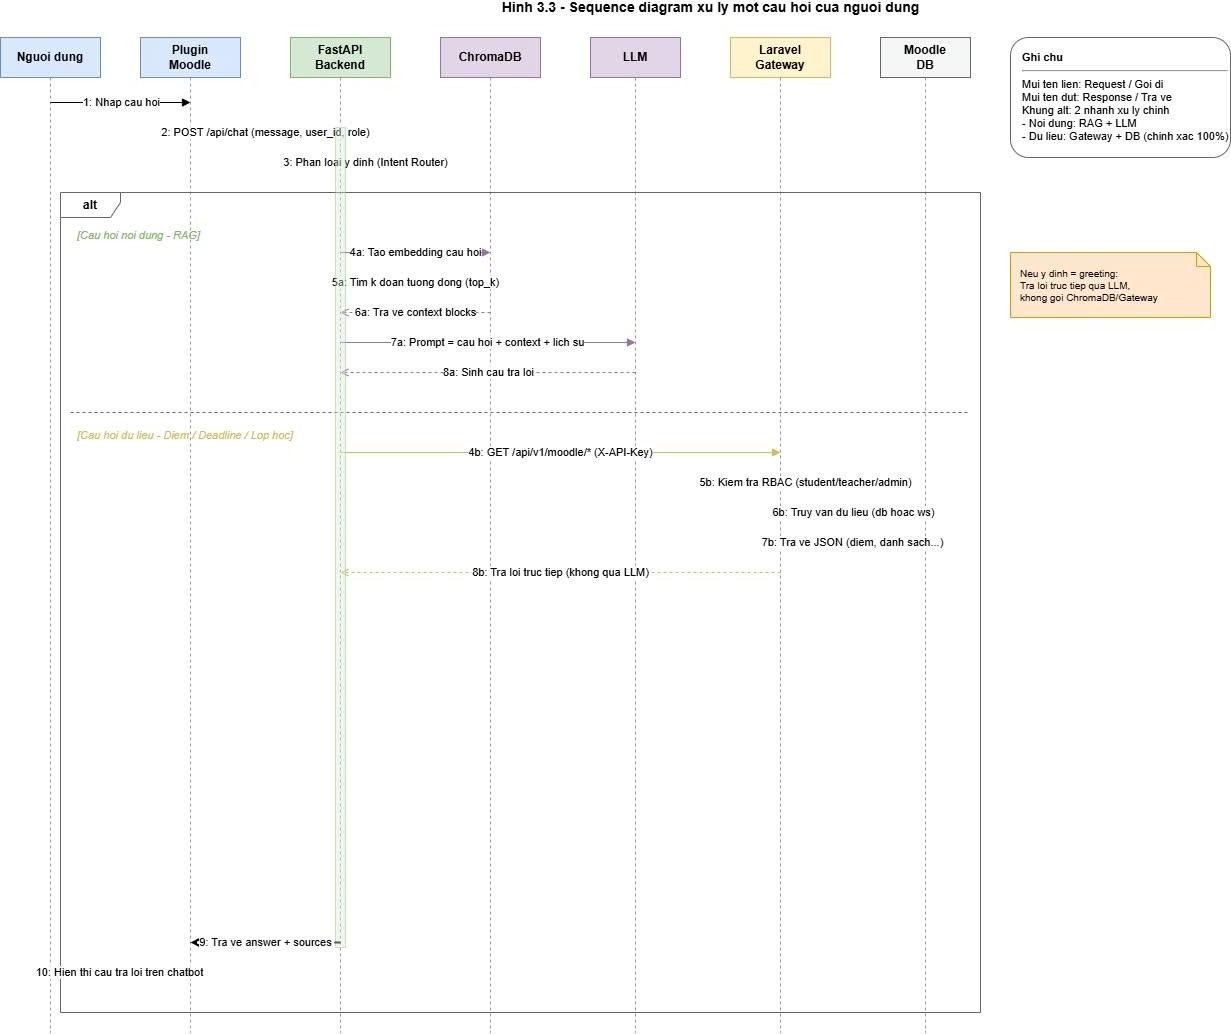 Hinh 3.3 - Sequence diagram xu ly mot cau hoi cua nguoi dung
Nguoi dung
Plugin
Moodle
FastAPI
Backend
ChromaDB
LLM
Laravel
Gateway
Moodle
DB
Ghi chu
Mui ten lien: Request / Goi di
Mui ten dut: Response / Tra ve
Khung alt: 2 nhanh xu ly chinh
- Noi dung: RAG + LLM
- Du lieu: Gateway + DB (chinh xac 100%)
1: Nhap cau hoi
2: POST /api/chat (message, user_id, role)
3: Phan loai y dinh (Intent Router)
alt
[Cau hoi noi dung - RAG]
4a: Tao embedding cau hoi
5a: Tim k doan tuong dong (top_k)
6a: Tra ve context blocks
7a: Prompt = cau hoi + context + lich su
8a: Sinh cau tra loi
Neu y dinh = greeting:
Tra loi truc tiep qua LLM,
khong goi ChromaDB/Gateway
[Cau hoi du lieu - Diem / Deadline / Lop hoc]
4b: GET /api/v1/moodle/* (X-API-Key)
5b: Kiem tra RBAC (student/teacher/admin)
6b: Truy van du lieu (db hoac ws)
7b: Tra ve JSON (diem, danh sach...)
8b: Tra loi truc tiep (khong qua LLM)
9: Tra ve answer + sources
10: Hien thi cau tra loi tren chatbot